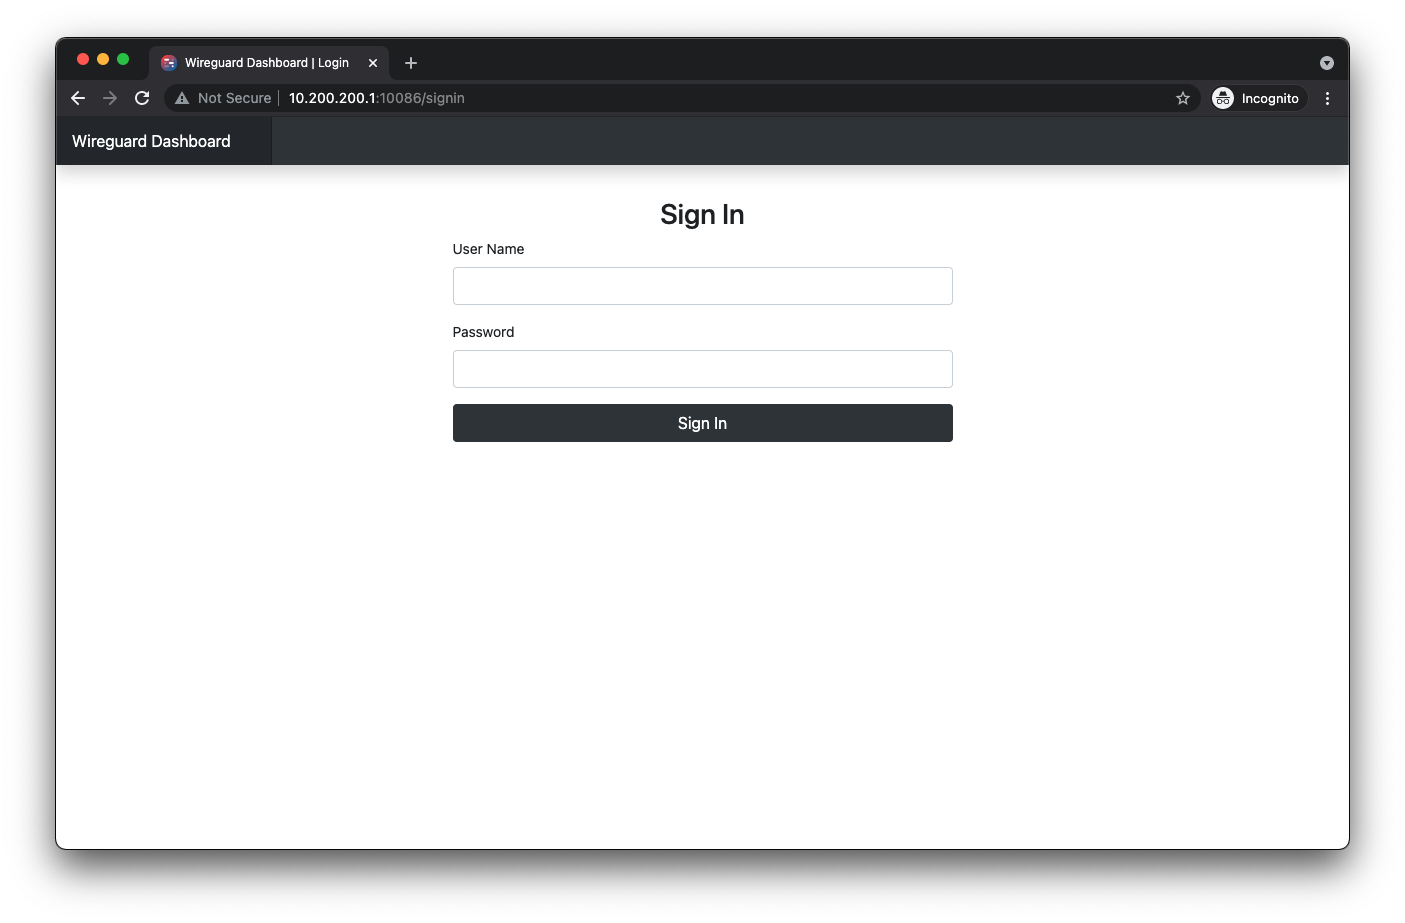 Wireguard Dashboard | Login
Not Secure | 10.200.200.1:10086/signin
Incognito
Wireguard Dashboard
Sign In
User Name
Password
Sign In